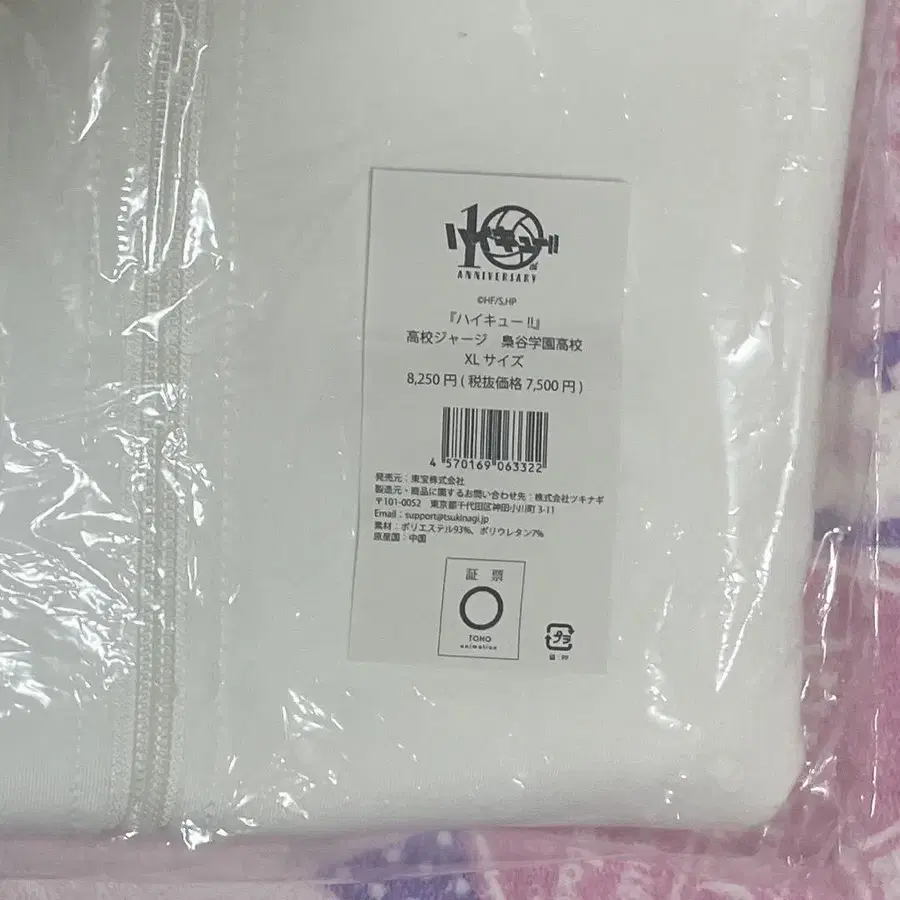 ハイキュー!!
10th
ANNIVERSARY
©HF/S,HP
『ハイキュー!!』
高校ジャージ 梟谷学園高校
XL サイズ
8,250 円 ( 税抜価格 7,500 円 )
4 570169 063322
発売元:東宝株式会社
製造元・商品に関するお問い合わせ先:株式会社ツキナギ
〒101-0052 東京都千代田区神田小川町 3-11
Email:support@tsukinagi.jp
素材:ポリエステル93%、ポリウレタン7%
原産国:中国
証 票
TOHO
animation
プラ
袋:PP